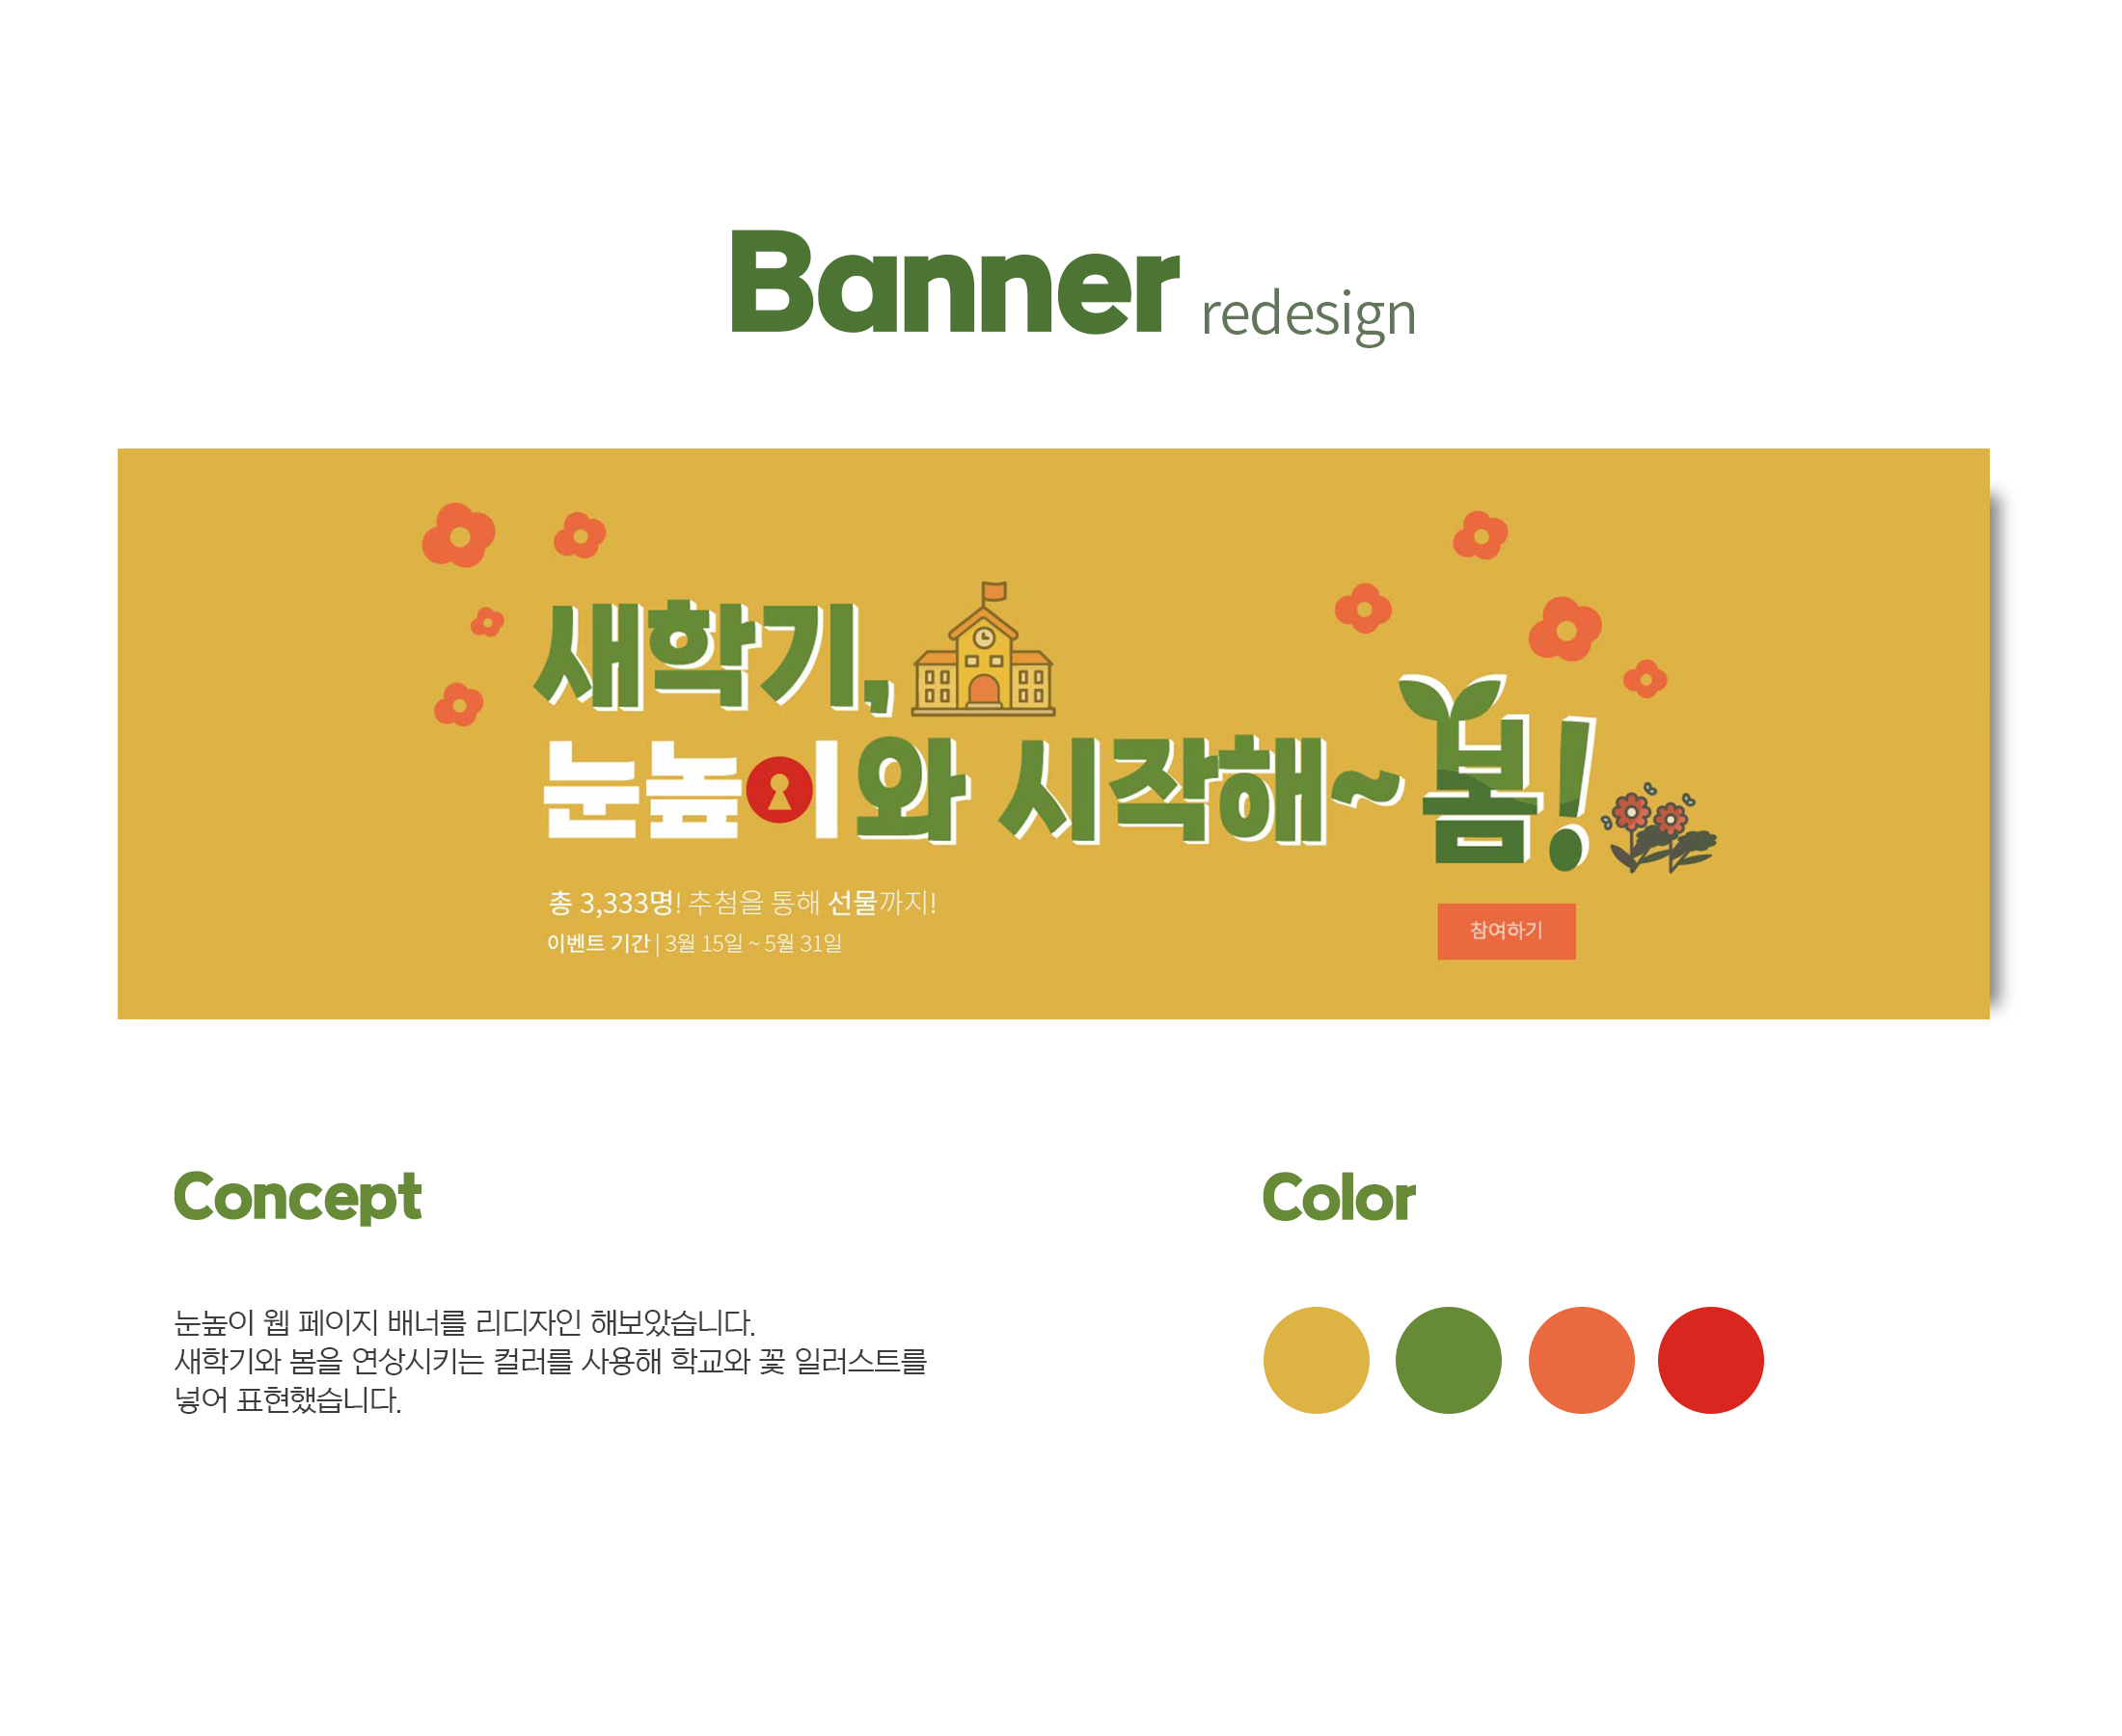 Banner redesign
새학기,
눈높이와 시작해~봄!
총 3,333명! 추첨을 통해 선물까지!
이벤트 기간 | 3월 15일 ~ 5월 31일
참여하기
Concept
눈높이 웹 페이지 배너를 리디자인 해보았습니다.
새학기와 봄을 연상시키는 컬러를 사용해 학교와 꽃 일러스트를
넣어 표현했습니다.
Color